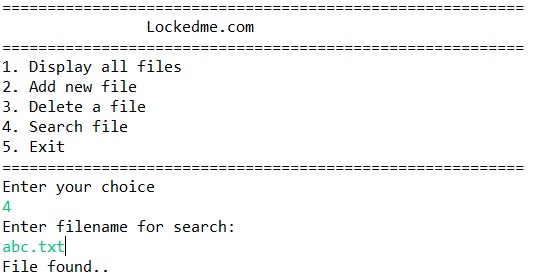 ==========================================================
Lockedme.com
==========================================================
1. Display all files
2. Add new file
3. Delete a file
4. Search file
5. Exit
==========================================================
Enter your choice
4
Enter filename for search:
abc.txt
File found..